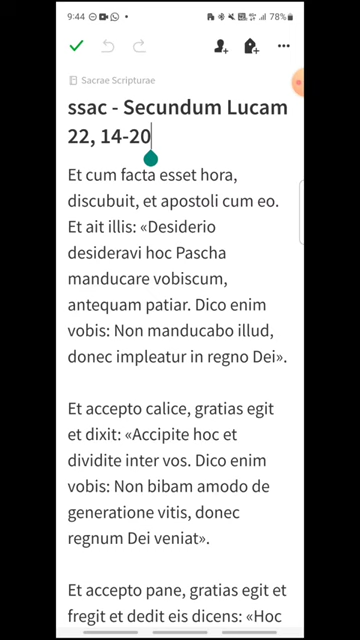 9:44
78%
Sacrae Scripturae
ssac - Secundum Lucam
22, 14-20
Et cum facta esset hora,
discubuit, et apostoli cum eo.
Et ait illis: «Desiderio
desideravi hoc Pascha
manducare vobiscum,
antequam patiar. Dico enim
vobis: Non manducabo illud,
donec impleatur in regno Dei».
Et accepto calice, gratias egit
et dixit: «Accipite hoc et
dividite inter vos. Dico enim
vobis: Non bibam amodo de
generatione vitis, donec
regnum Dei veniat».
Et accepto pane, gratias egit et
fregit et dedit eis dicens: «Hoc